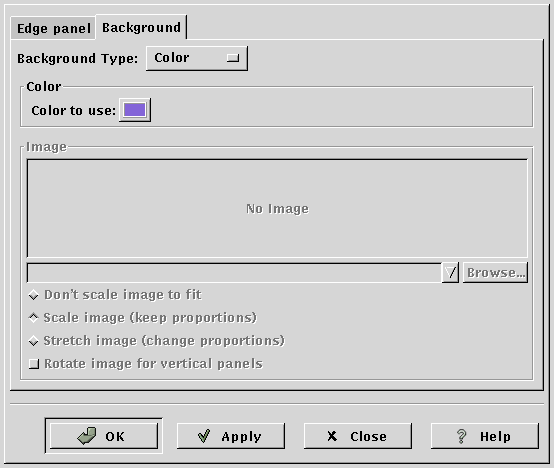 Edge panel Background
Background Type: Color
Color
Color to use:
Image
No Image
Browse...
Don't scale image to fit
Scale image (keep proportions)
Stretch image (change proportions)
Rotate image for vertical panels
OK Apply Close Help